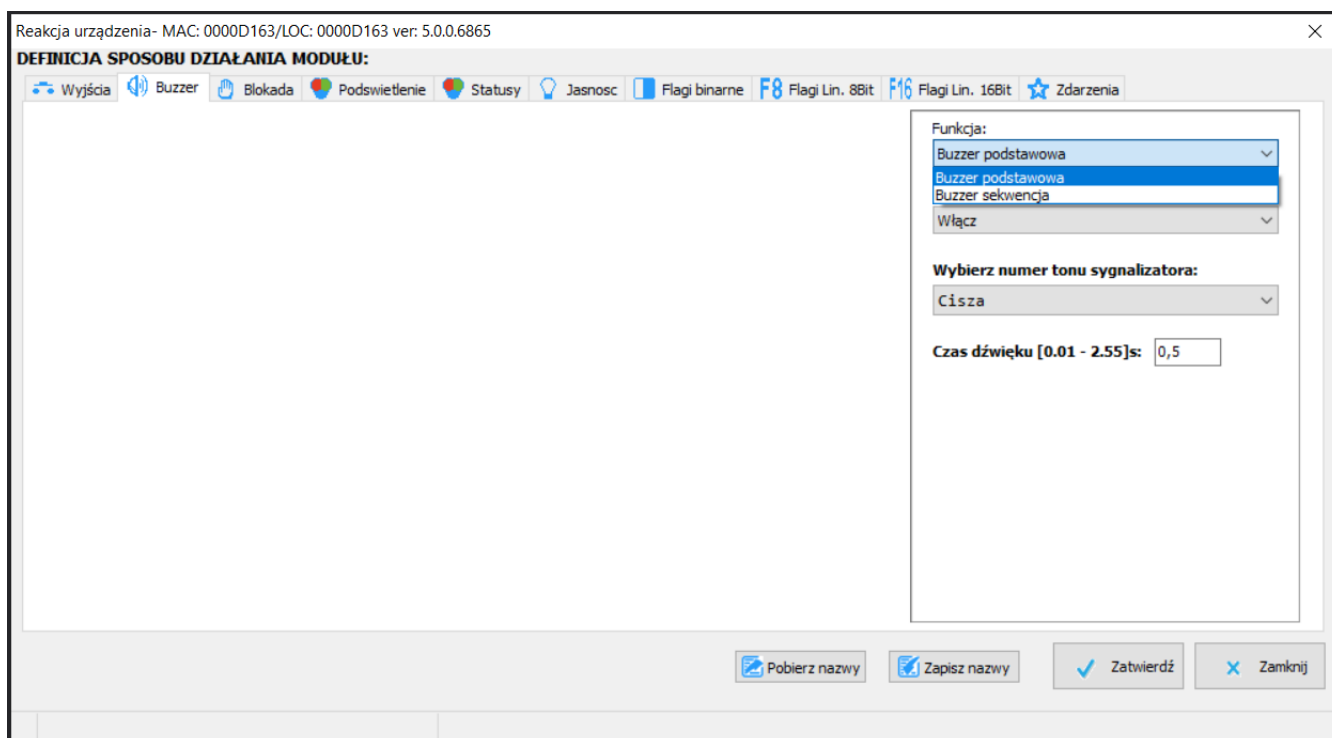 Reakcja urządzenia- MAC: 0000D163/LOC: 0000D163 ver: 5.0.0.6865
DEFINICJA SPOSOBU DZIAŁANIA MODUŁU:
Wyjścia Buzzer Blokada Podswietlenie Statusy Jasnosc Flagi binarne F8 Flagi Lin. 8Bit F16 Flagi Lin. 16Bit Zdarzenia
Funkcja:
Buzzer podstawowa
Buzzer podstawowa
Buzzer sekwencja
Włącz
Wybierz numer tonu sygnalizatora:
Cisza
Czas dźwięku [0.01 - 2.55]s: 0,5
Pobierz nazwy Zapisz nazwy Zatwierdź Zamknij